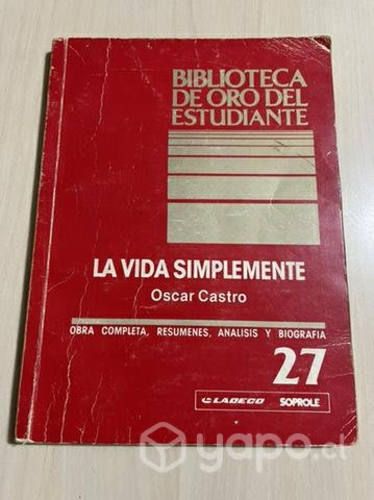 BIBLIOTECA
DE ORO DEL
ESTUDIANTE
LA VIDA SIMPLEMENTE
Oscar Castro
OBRA COMPLETA, RESUMENES, ANALISIS Y BIOGRAFIA
27
LADECO SOPROLE
yapo.cl